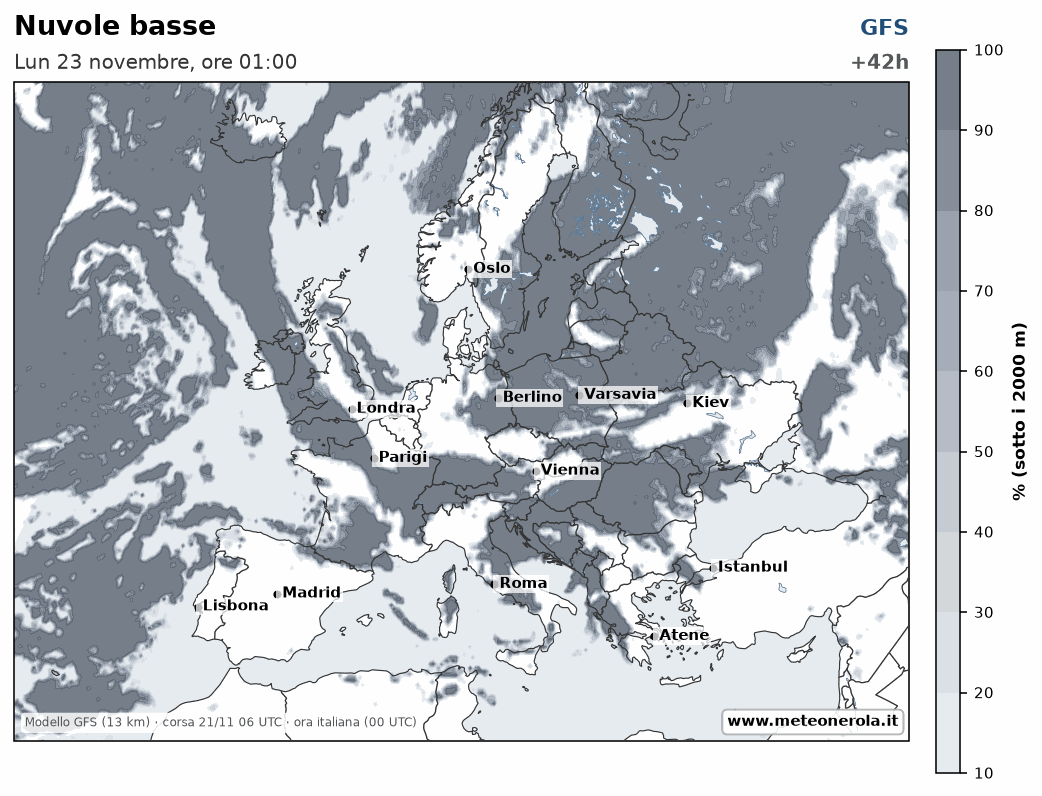 Nuvole basse
GFS
Lun 23 novembre, ore 01:00
+42h
100
90
80
70
60
50
40
30
20
10
% (sotto i 2000 m)
Oslo
Berlino
Varsavia
Kiev
Londra
Parigi
Vienna
Istanbul
Roma
Madrid
Lisbona
Atene
Modello GFS (13 km) · corsa 21/11 06 UTC · ora italiana (00 UTC)
www.meteonerola.it